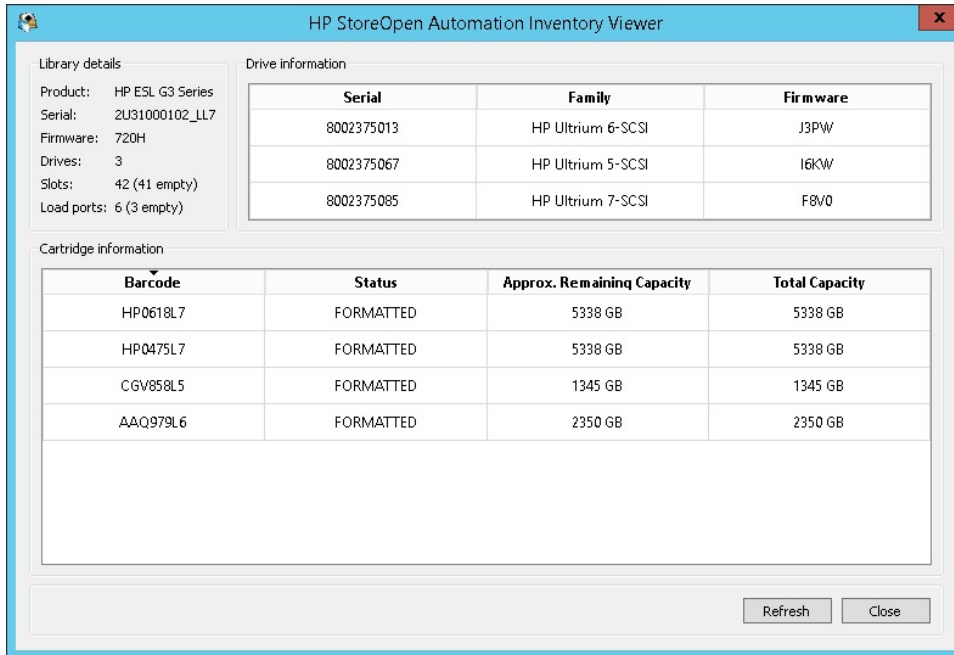 HP StoreOpen Automation Inventory Viewer
x
Library details
Product: HP ESL G3 Series
Serial: 2U31000102_LL7
Firmware: 720H
Drives: 3
Slots: 42 (41 empty)
Load ports: 6 (3 empty)
Drive information
Serial Family Firmware
8002375013 HP Ultrium 6-SCSI J3PW
8002375067 HP Ultrium 5-SCSI I6KW
8002375085 HP Ultrium 7-SCSI F8V0
Cartridge information
Barcode Status Approx. Remaining Capacity Total Capacity
HP0618L7 FORMATTED 5338 GB 5338 GB
HP0475L7 FORMATTED 5338 GB 5338 GB
CGV858L5 FORMATTED 1345 GB 1345 GB
AAQ979L6 FORMATTED 2350 GB 2350 GB
Refresh Close